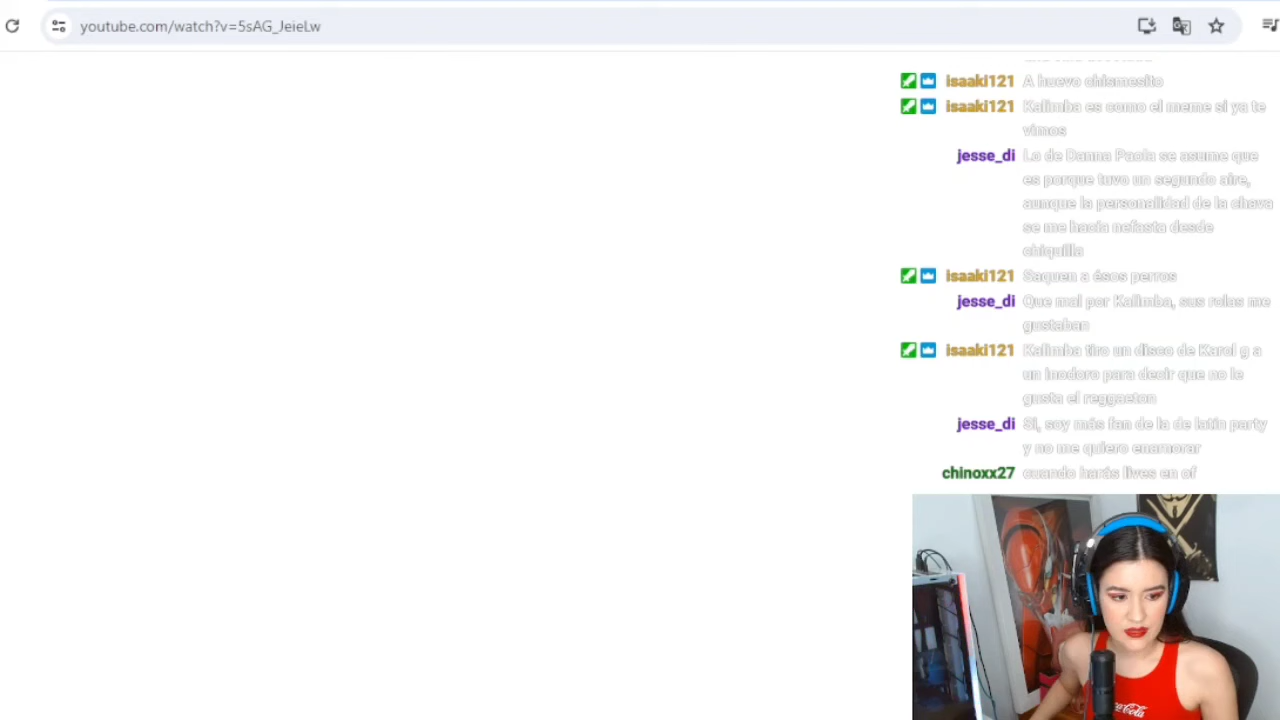 youtube.com/watch?v=5sAG_JeieLw
isaaki121 A huevo chismesito
isaaki121 Kalimba es como el meme si ya te
vimos
jesse_di Lo de Danna Paola se asume que
es porque tuvo un segundo aire,
aunque la personalidad de la chava
se me hacia nefasta desde
chiquilla
isaaki121 Saquen a ésos perros
jesse_di Que mal por Kalimba, sus rolas me
gustaban
isaaki121 Kalimba tiro un disco de Karol g a
un inodoro para decir que no le
gusta el reggaeton
jesse_di Si, soy más fan de la de latin party
y no me quiero enamorar
chinoxx27 cuando harás lives en of
Coca-Cola